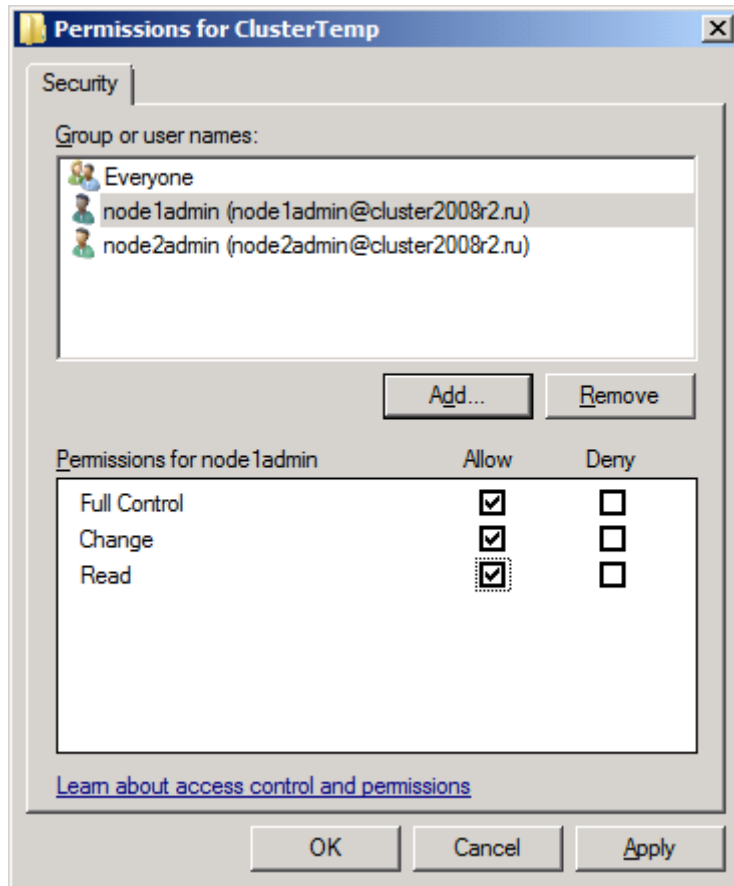 Permissions for ClusterTemp
Security
Group or user names:
Everyone
node1admin (node1admin@cluster2008r2.ru)
node2admin (node2admin@cluster2008r2.ru)
Add... Remove
Permissions for node1admin Allow Deny
Full Control
Change
Read
Learn about access control and permissions
OK Cancel Apply